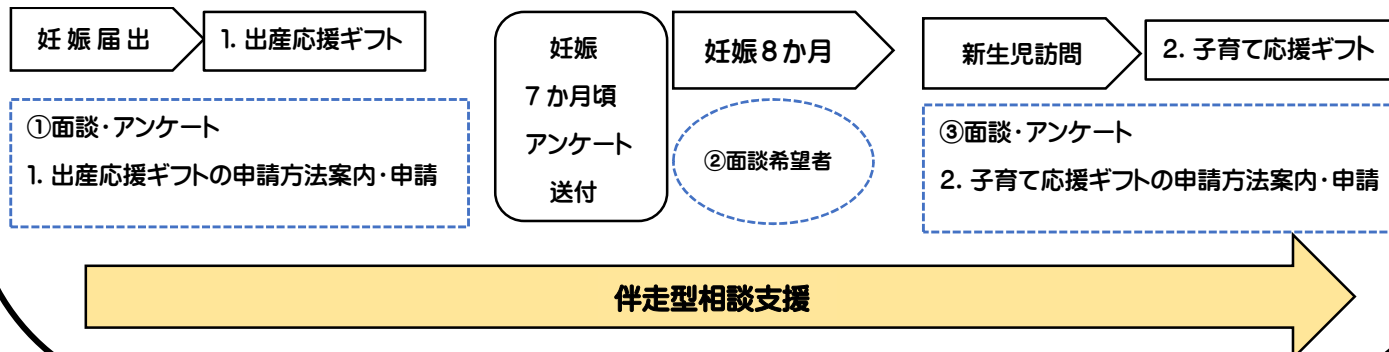 妊娠届出
1. 出産応援ギフト
①面談・アンケート
1. 出産応援ギフトの申請方法案内・申請
妊娠
7か月頃
アンケート
送付
妊娠8か月
②面談希望者
新生児訪問
2. 子育て応援ギフト
③面談・アンケート
2. 子育て応援ギフトの申請方法案内・申請
伴走型相談支援